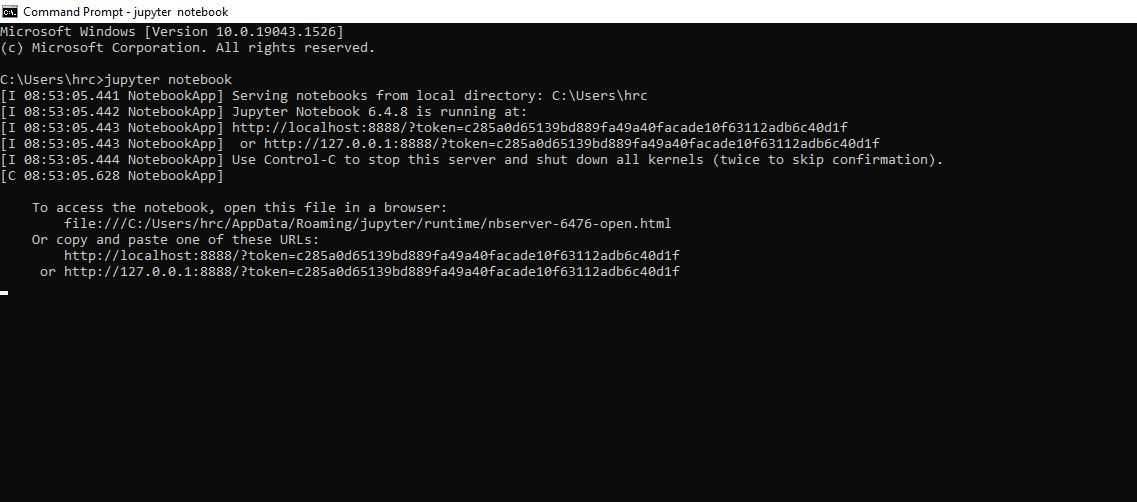 Command Prompt - jupyter  notebook
Microsoft Windows [Version 10.0.19043.1526]
(c) Microsoft Corporation. All rights reserved.
C:\Users\hrc>jupyter notebook
[I 08:53:05.441 NotebookApp] Serving notebooks from local directory: C:\Users\hrc
[I 08:53:05.442 NotebookApp] Jupyter Notebook 6.4.8 is running at:
[I 08:53:05.443 NotebookApp] http://localhost:8888/?token=c285a0d65139bd889fa49a40facade10f63112adb6c40d1f
[I 08:53:05.443 NotebookApp]  or http://127.0.0.1:8888/?token=c285a0d65139bd889fa49a40facade10f63112adb6c40d1f
[I 08:53:05.444 NotebookApp] Use Control-C to stop this server and shut down all kernels (twice to skip confirmation).
[C 08:53:05.628 NotebookApp]
To access the notebook, open this file in a browser:
file:///C:/Users/hrc/AppData/Roaming/jupyter/runtime/nbserver-6476-open.html
Or copy and paste one of these URLs:
http://localhost:8888/?token=c285a0d65139bd889fa49a40facade10f63112adb6c40d1f
or http://127.0.0.1:8888/?token=c285a0d65139bd889fa49a40facade10f63112adb6c40d1f